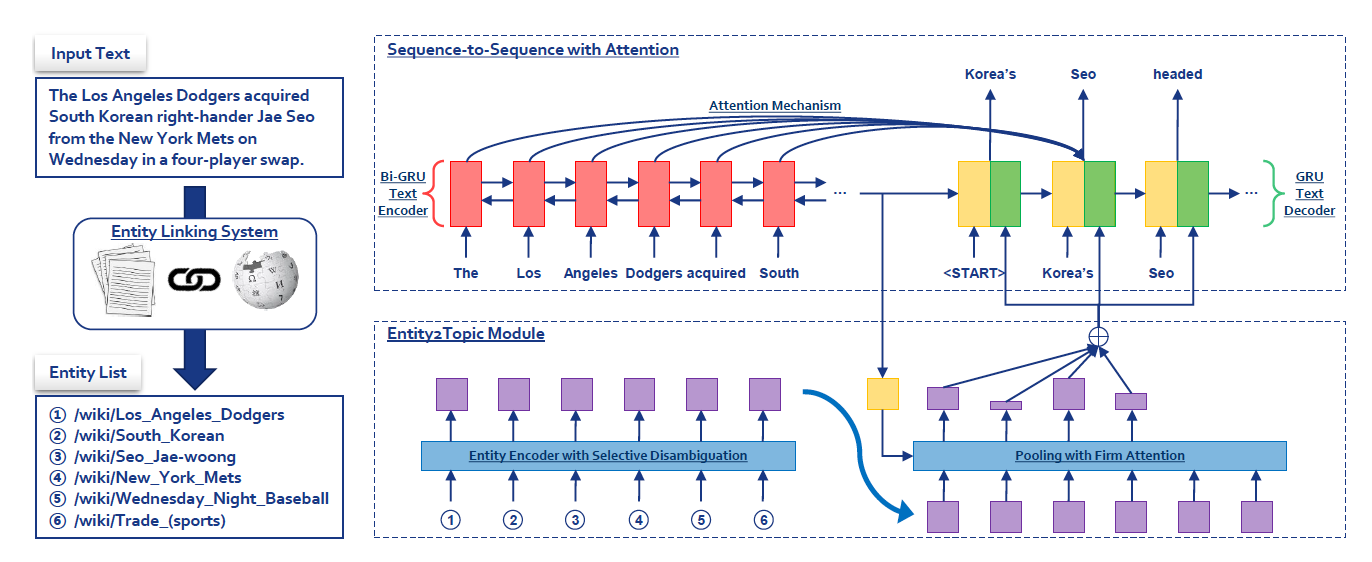 Input Text
The Los Angeles Dodgers acquired
South Korean right-hander Jae Seo
from the New York Mets on
Wednesday in a four-player swap.
Entity Linking System
Entity List
① /wiki/Los_Angeles_Dodgers
② /wiki/South_Korean
③ /wiki/Seo_Jae-woong
④ /wiki/New_York_Mets
⑤ /wiki/Wednesday_Night_Baseball
⑥ /wiki/Trade_(sports)
Sequence-to-Sequence with Attention
Korea's Seo headed
Attention Mechanism
Bi-GRU
Text
Encoder
...
...
GRU
Text
Decoder
The Los Angeles Dodgers acquired South <START> Korea's Seo
Entity2Topic Module
Entity Encoder with Selective Disambiguation
Pooling with Firm Attention
① ② ③ ④ ⑤ ⑥